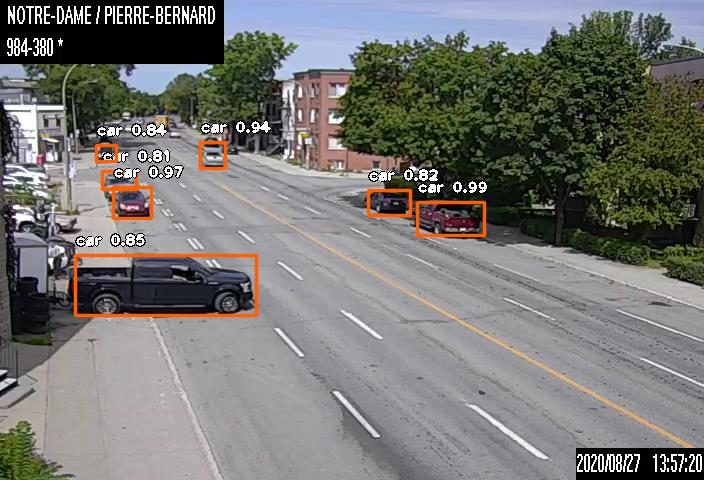 NOTRE-DAME / PIERRE-BERNARD
984-380 *
car 0.84
car 0.94
car 0.81
car 0.97
car 0.82
car 0.99
car 0.85
2020/08/27 13:57:20